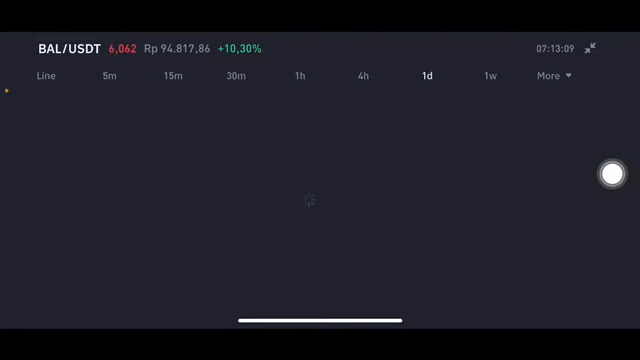 BAL/USDT 6,062 Rp 94.817,86 +10,30% 07:13:09
Line 5m 15m 30m 1h 4h 1d 1w More